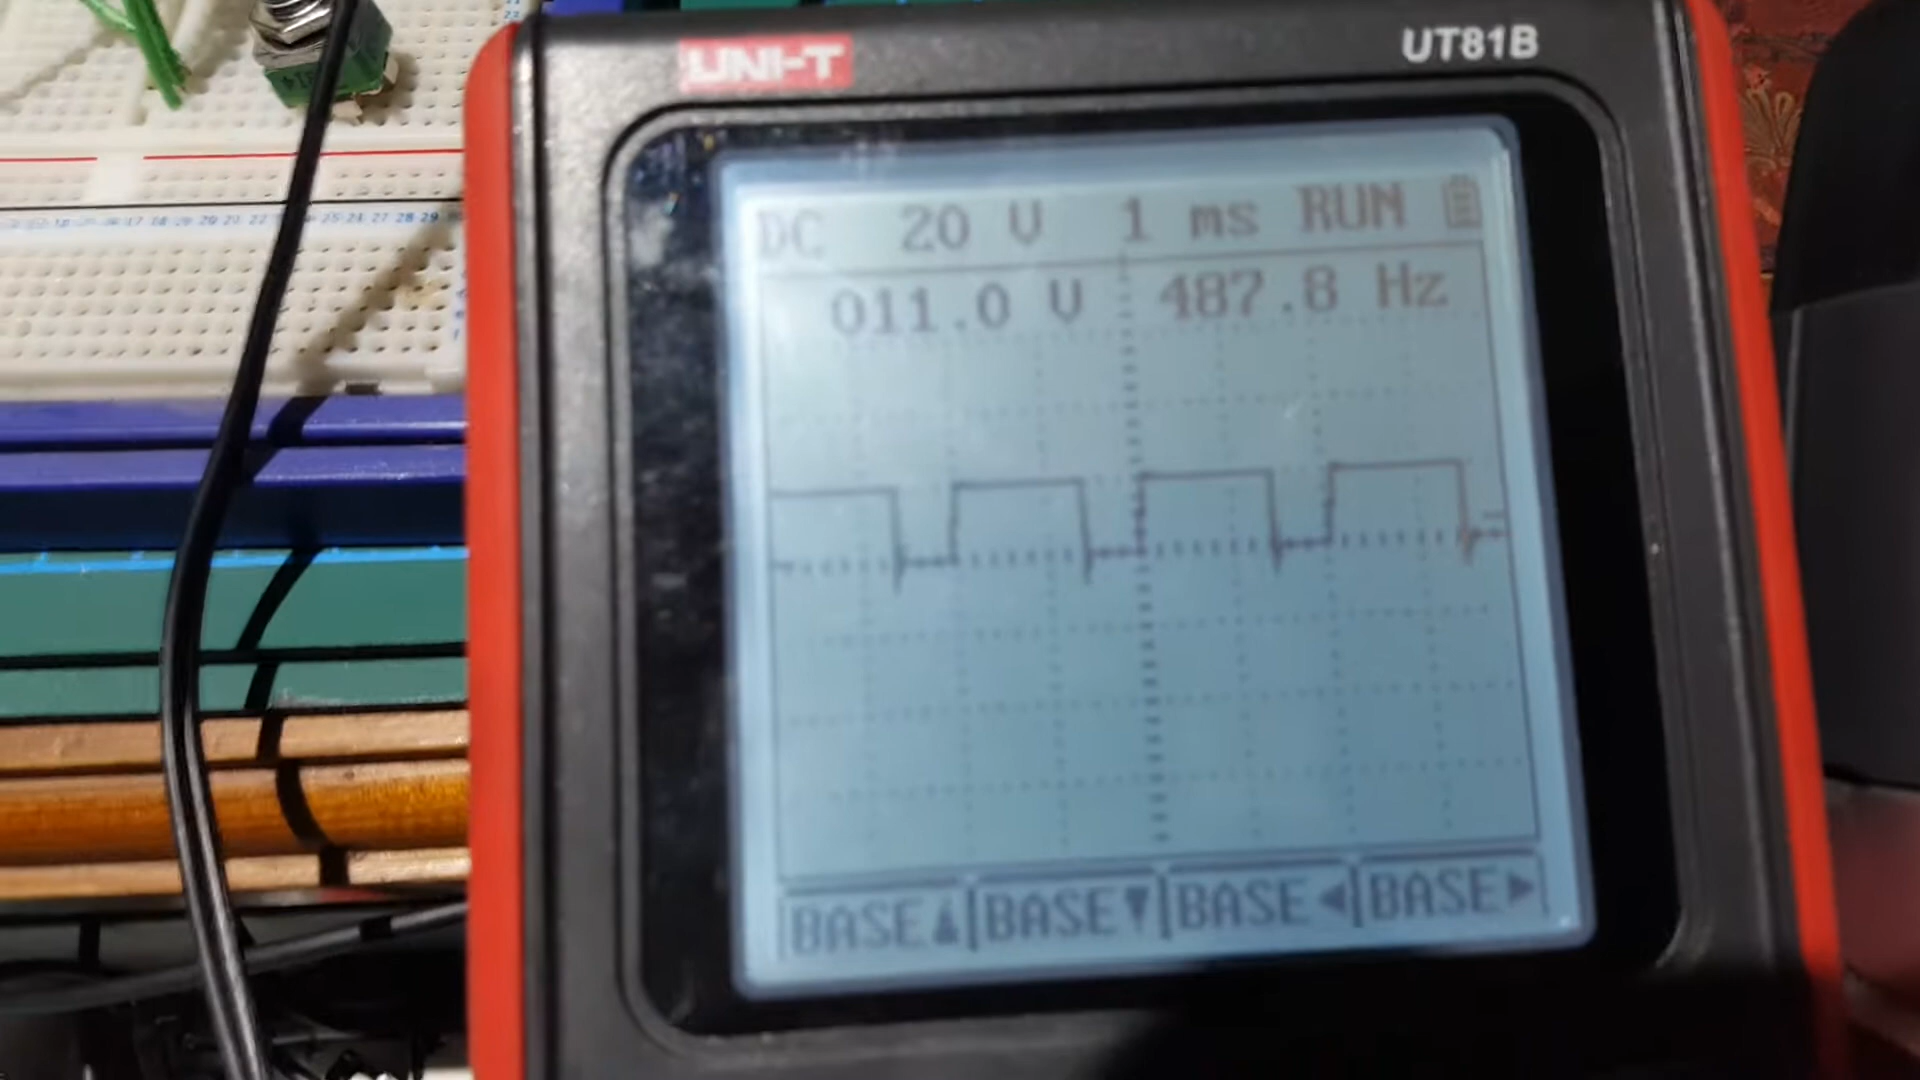 UNI-T
UT81B
DC 20 V 1 ms RUN
011.0 V 487.8 Hz
BASE▲ BASE▼ BASE◄ BASE►